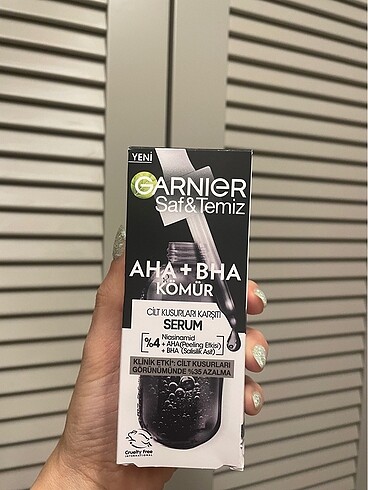 YENİ
GARNIER
Saf&Temiz
AHA+BHA
KÖMÜR
CİLT KUSURLARI KARŞITI
SERUM
%4 Niasinamid
+ AHA(Peeling Etkisi)
+ BHA (Salisilik Asit)
KLİNİK ETKİ*: CİLT KUSURLARI
GÖRÜNÜMÜNDE %35 AZALMA
Cruelty Free
INTERNATIONAL